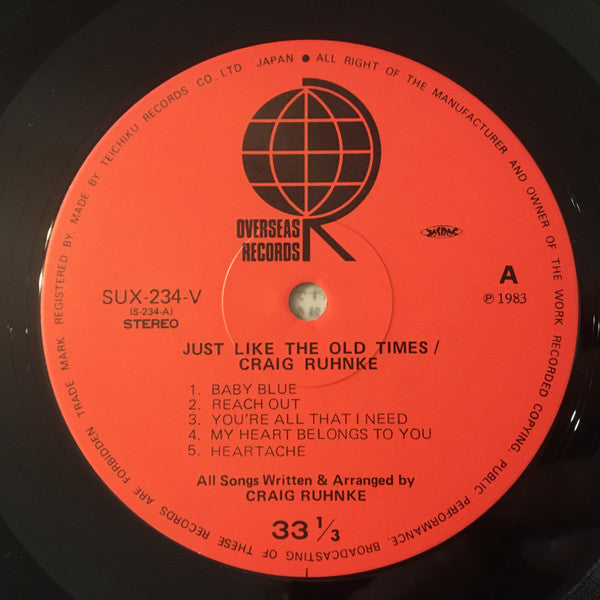 TRADE MARK REGISTERED BY. MADE BY TEICHIKU RECORDS CO., LTD JAPAN ● ALL RIGHT OF THE MANUFACTURER AND OWNER OF THE WORK RECORDED COPYING. PUBLIC PERFORMANCE, BROADCASTING OF THESE RECORDS ARE FORBIDDEN
OVERSEAS
RECORDS
R
JASRAC
SUX-234-V
(S-234-A)
STEREO
A
℗ 1983
JUST LIKE THE OLD TIMES /
CRAIG RUHNKE
1. BABY BLUE
2. REACH OUT
3. YOU'RE ALL THAT I NEED
4. MY HEART BELONGS TO YOU
5. HEARTACHE
All Songs Written & Arranged by
CRAIG RUHNKE
33 1/3